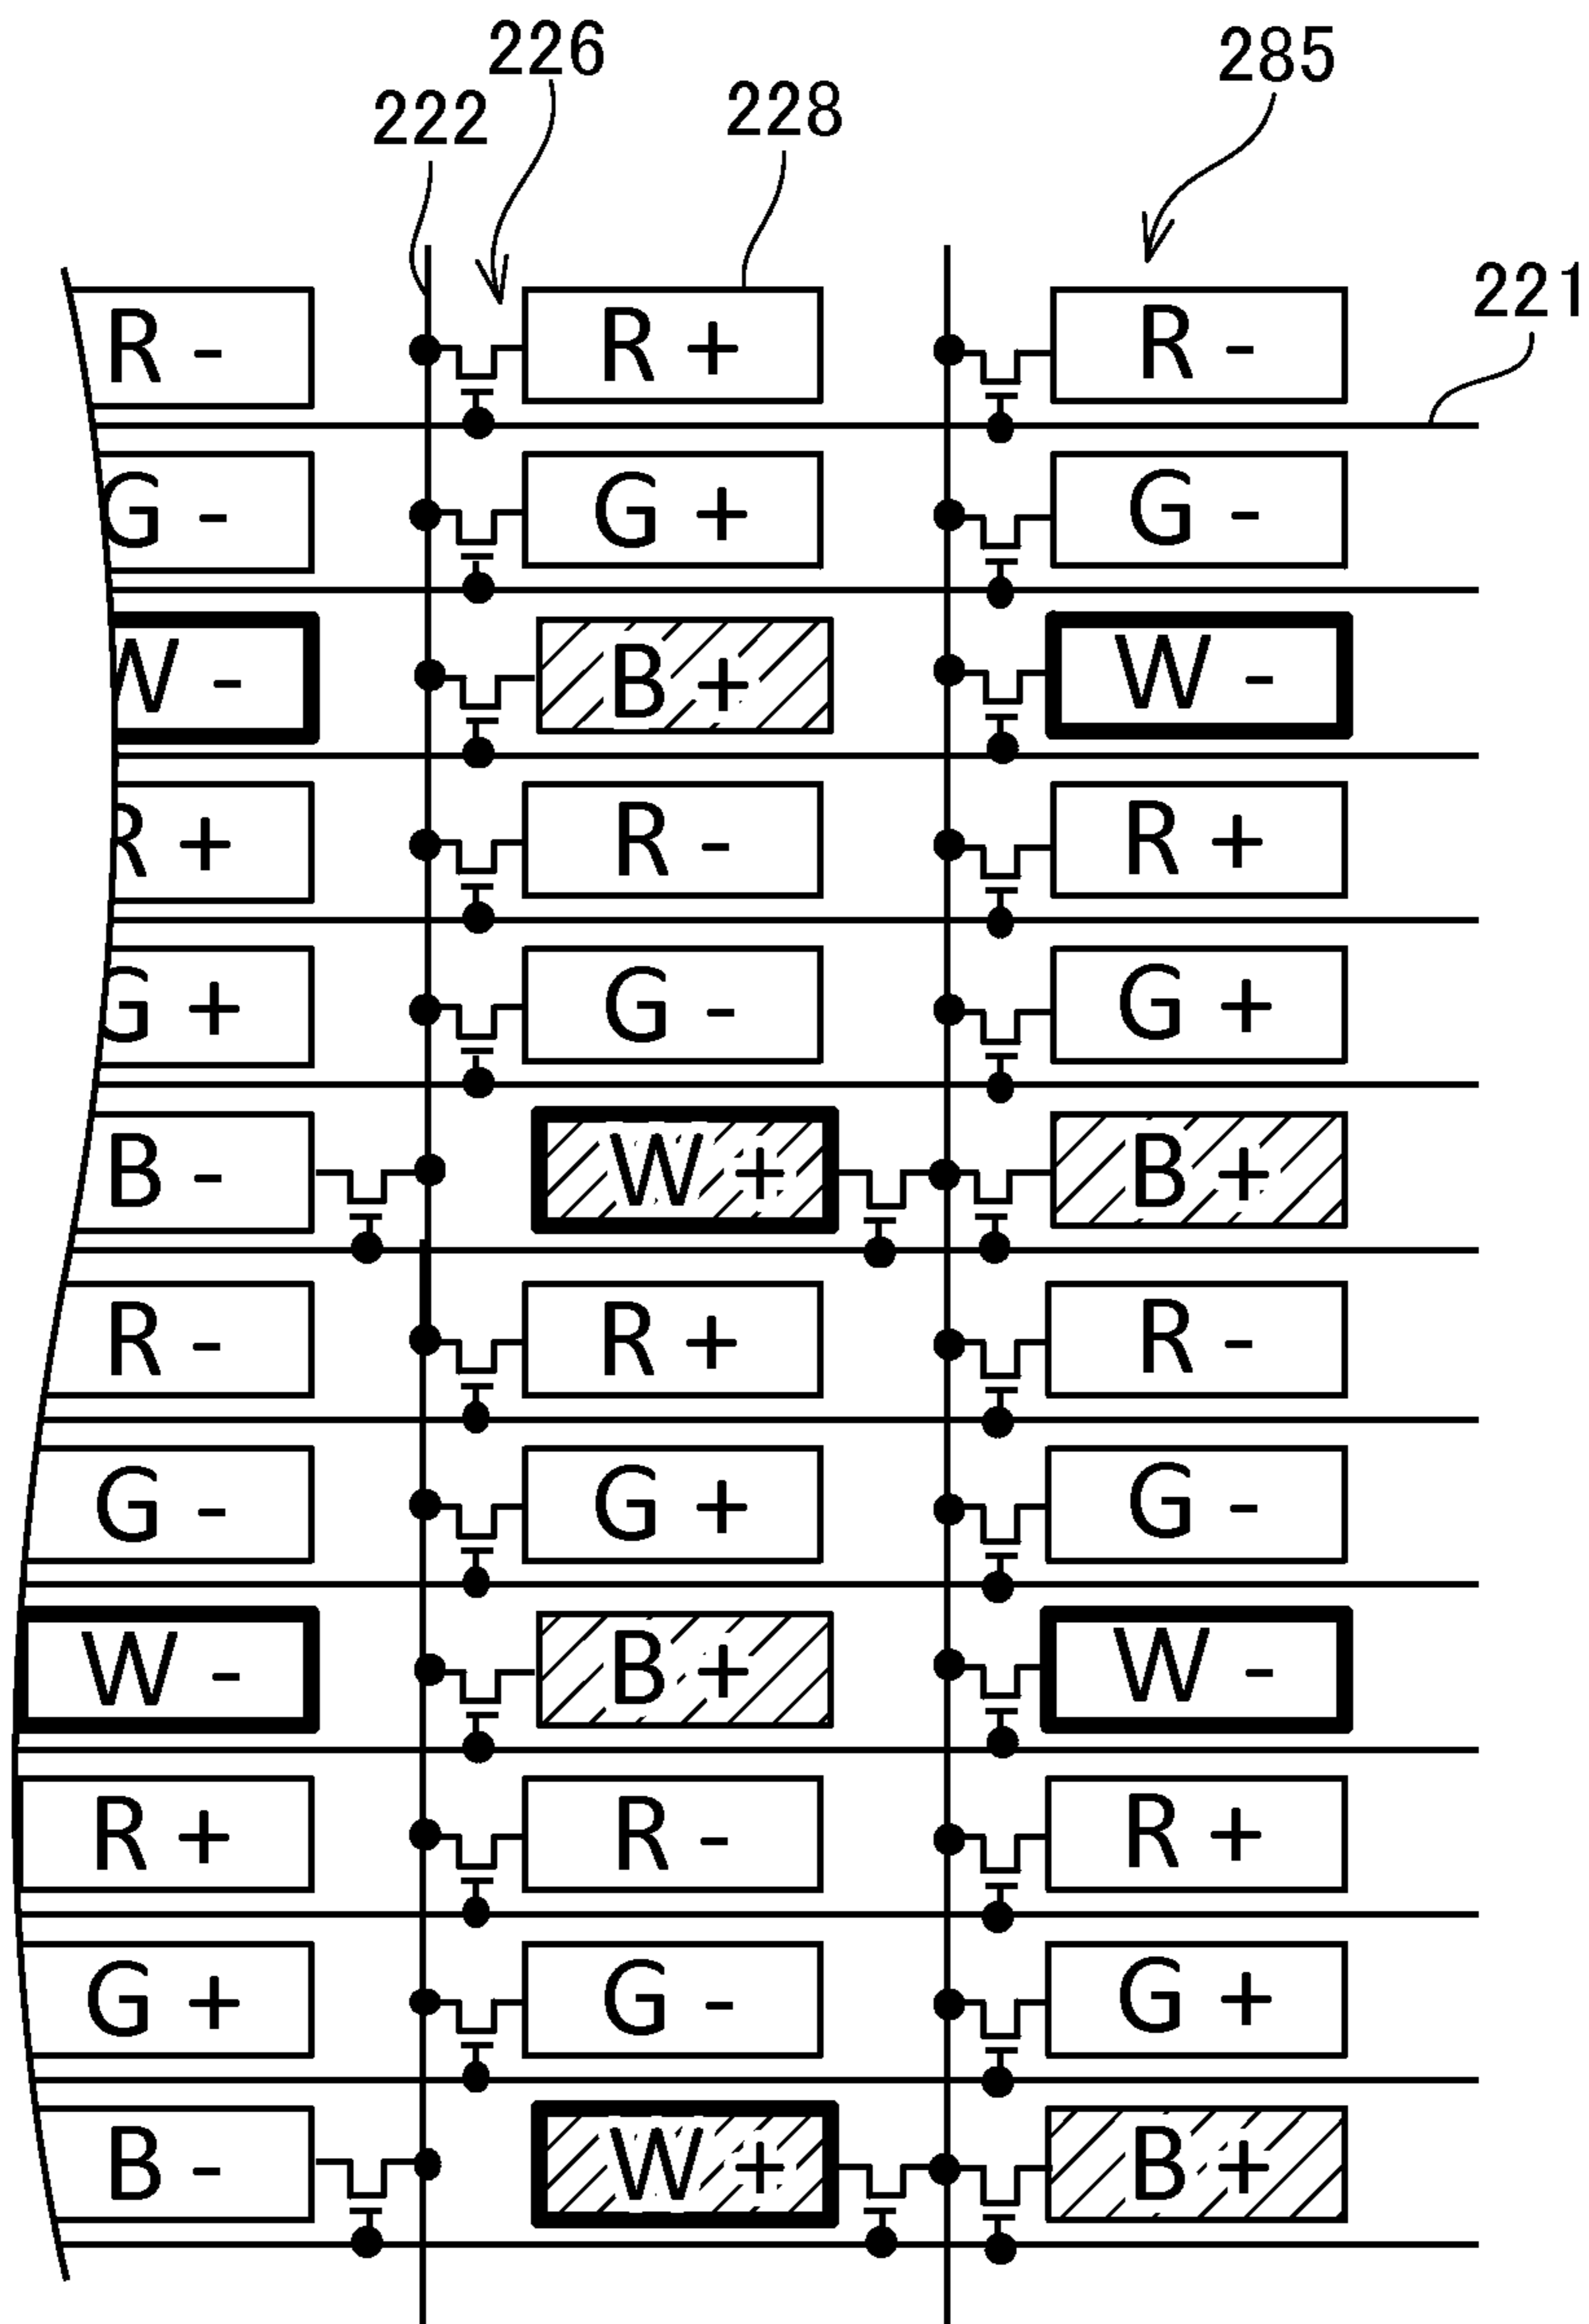 226
285
222
228
221
R - R + R -
G - G + G -
W - B + W -
R + R - R +
G + G - G +
B - W + B +
R - R + R -
G - G + G -
W - B + W -
R + R - R +
G + G - G +
B - W + B +